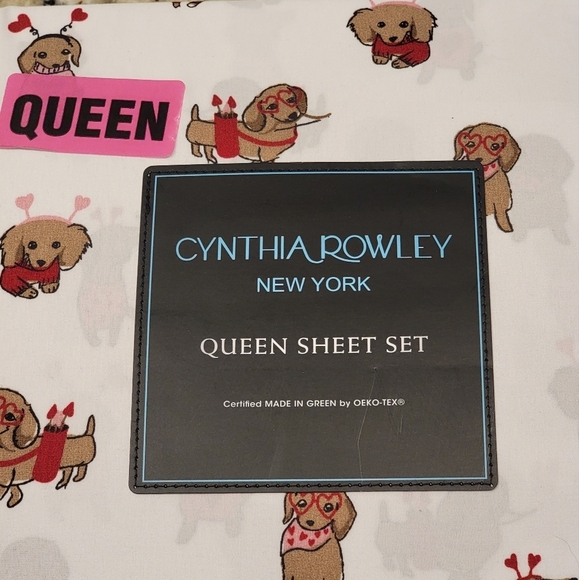 QUEEN
CYNTHIA ROWLEY
NEW YORK
QUEEN SHEET SET
Certified MADE IN GREEN by OEKO-TEX®